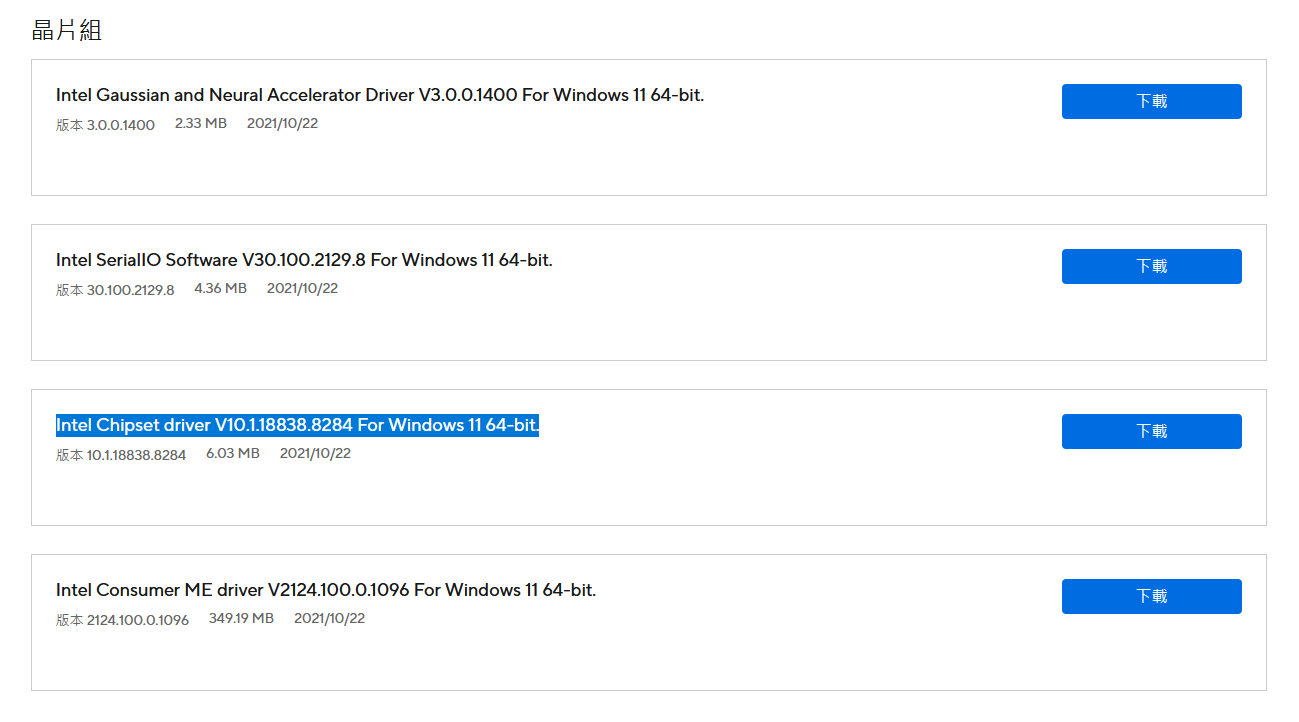 晶片組
Intel Gaussian and Neural Accelerator Driver V3.0.0.1400 For Windows 11 64-bit.
下載
版本 3.0.0.1400 2.33 MB 2021/10/22
Intel SerialIO Software V30.100.2129.8 For Windows 11 64-bit.
下載
版本 30.100.2129.8 4.36 MB 2021/10/22
Intel Chipset driver V10.1.18838.8284 For Windows 11 64-bit.
下載
版本 10.1.18838.8284 6.03 MB 2021/10/22
Intel Consumer ME driver V2124.100.0.1096 For Windows 11 64-bit.
下載
版本 2124.100.0.1096 349.19 MB 2021/10/22